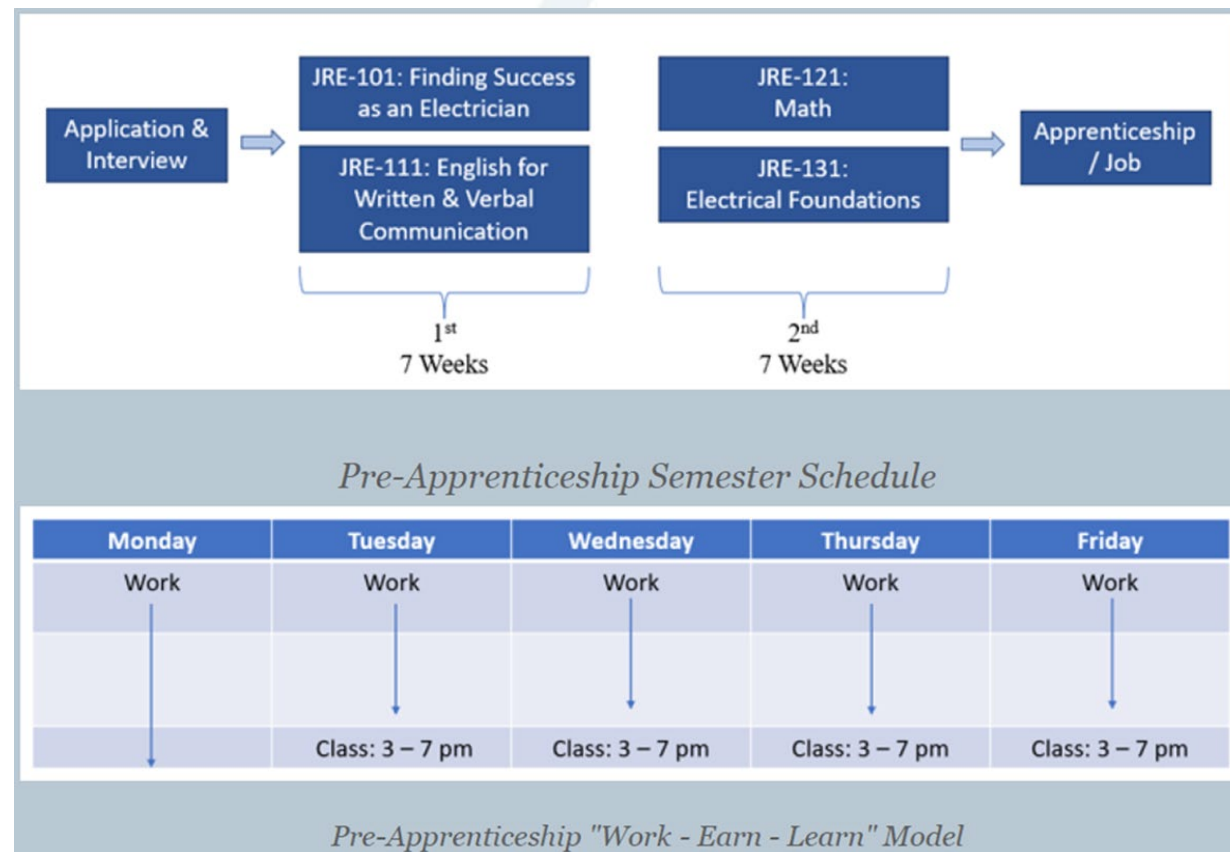 Application &
Interview
JRE-101: Finding Success
as an Electrician
JRE-111: English for
Written & Verbal
Communication
1st
7 Weeks
JRE-121:
Math
JRE-131:
Electrical Foundations
2nd
7 Weeks
Apprenticeship
/ Job
Pre-Apprenticeship Semester Schedule
Monday Tuesday Wednesday Thursday Friday
Work Work Work Work Work
Class: 3 – 7 pm Class: 3 – 7 pm Class: 3 – 7 pm Class: 3 – 7 pm
Pre-Apprenticeship "Work - Earn - Learn" Model